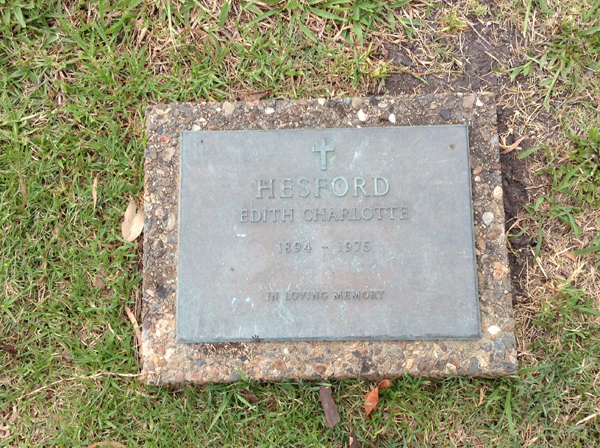 HESFORD
EDITH CHARLOTTE
1894 - 1975
IN LOVING MEMORY